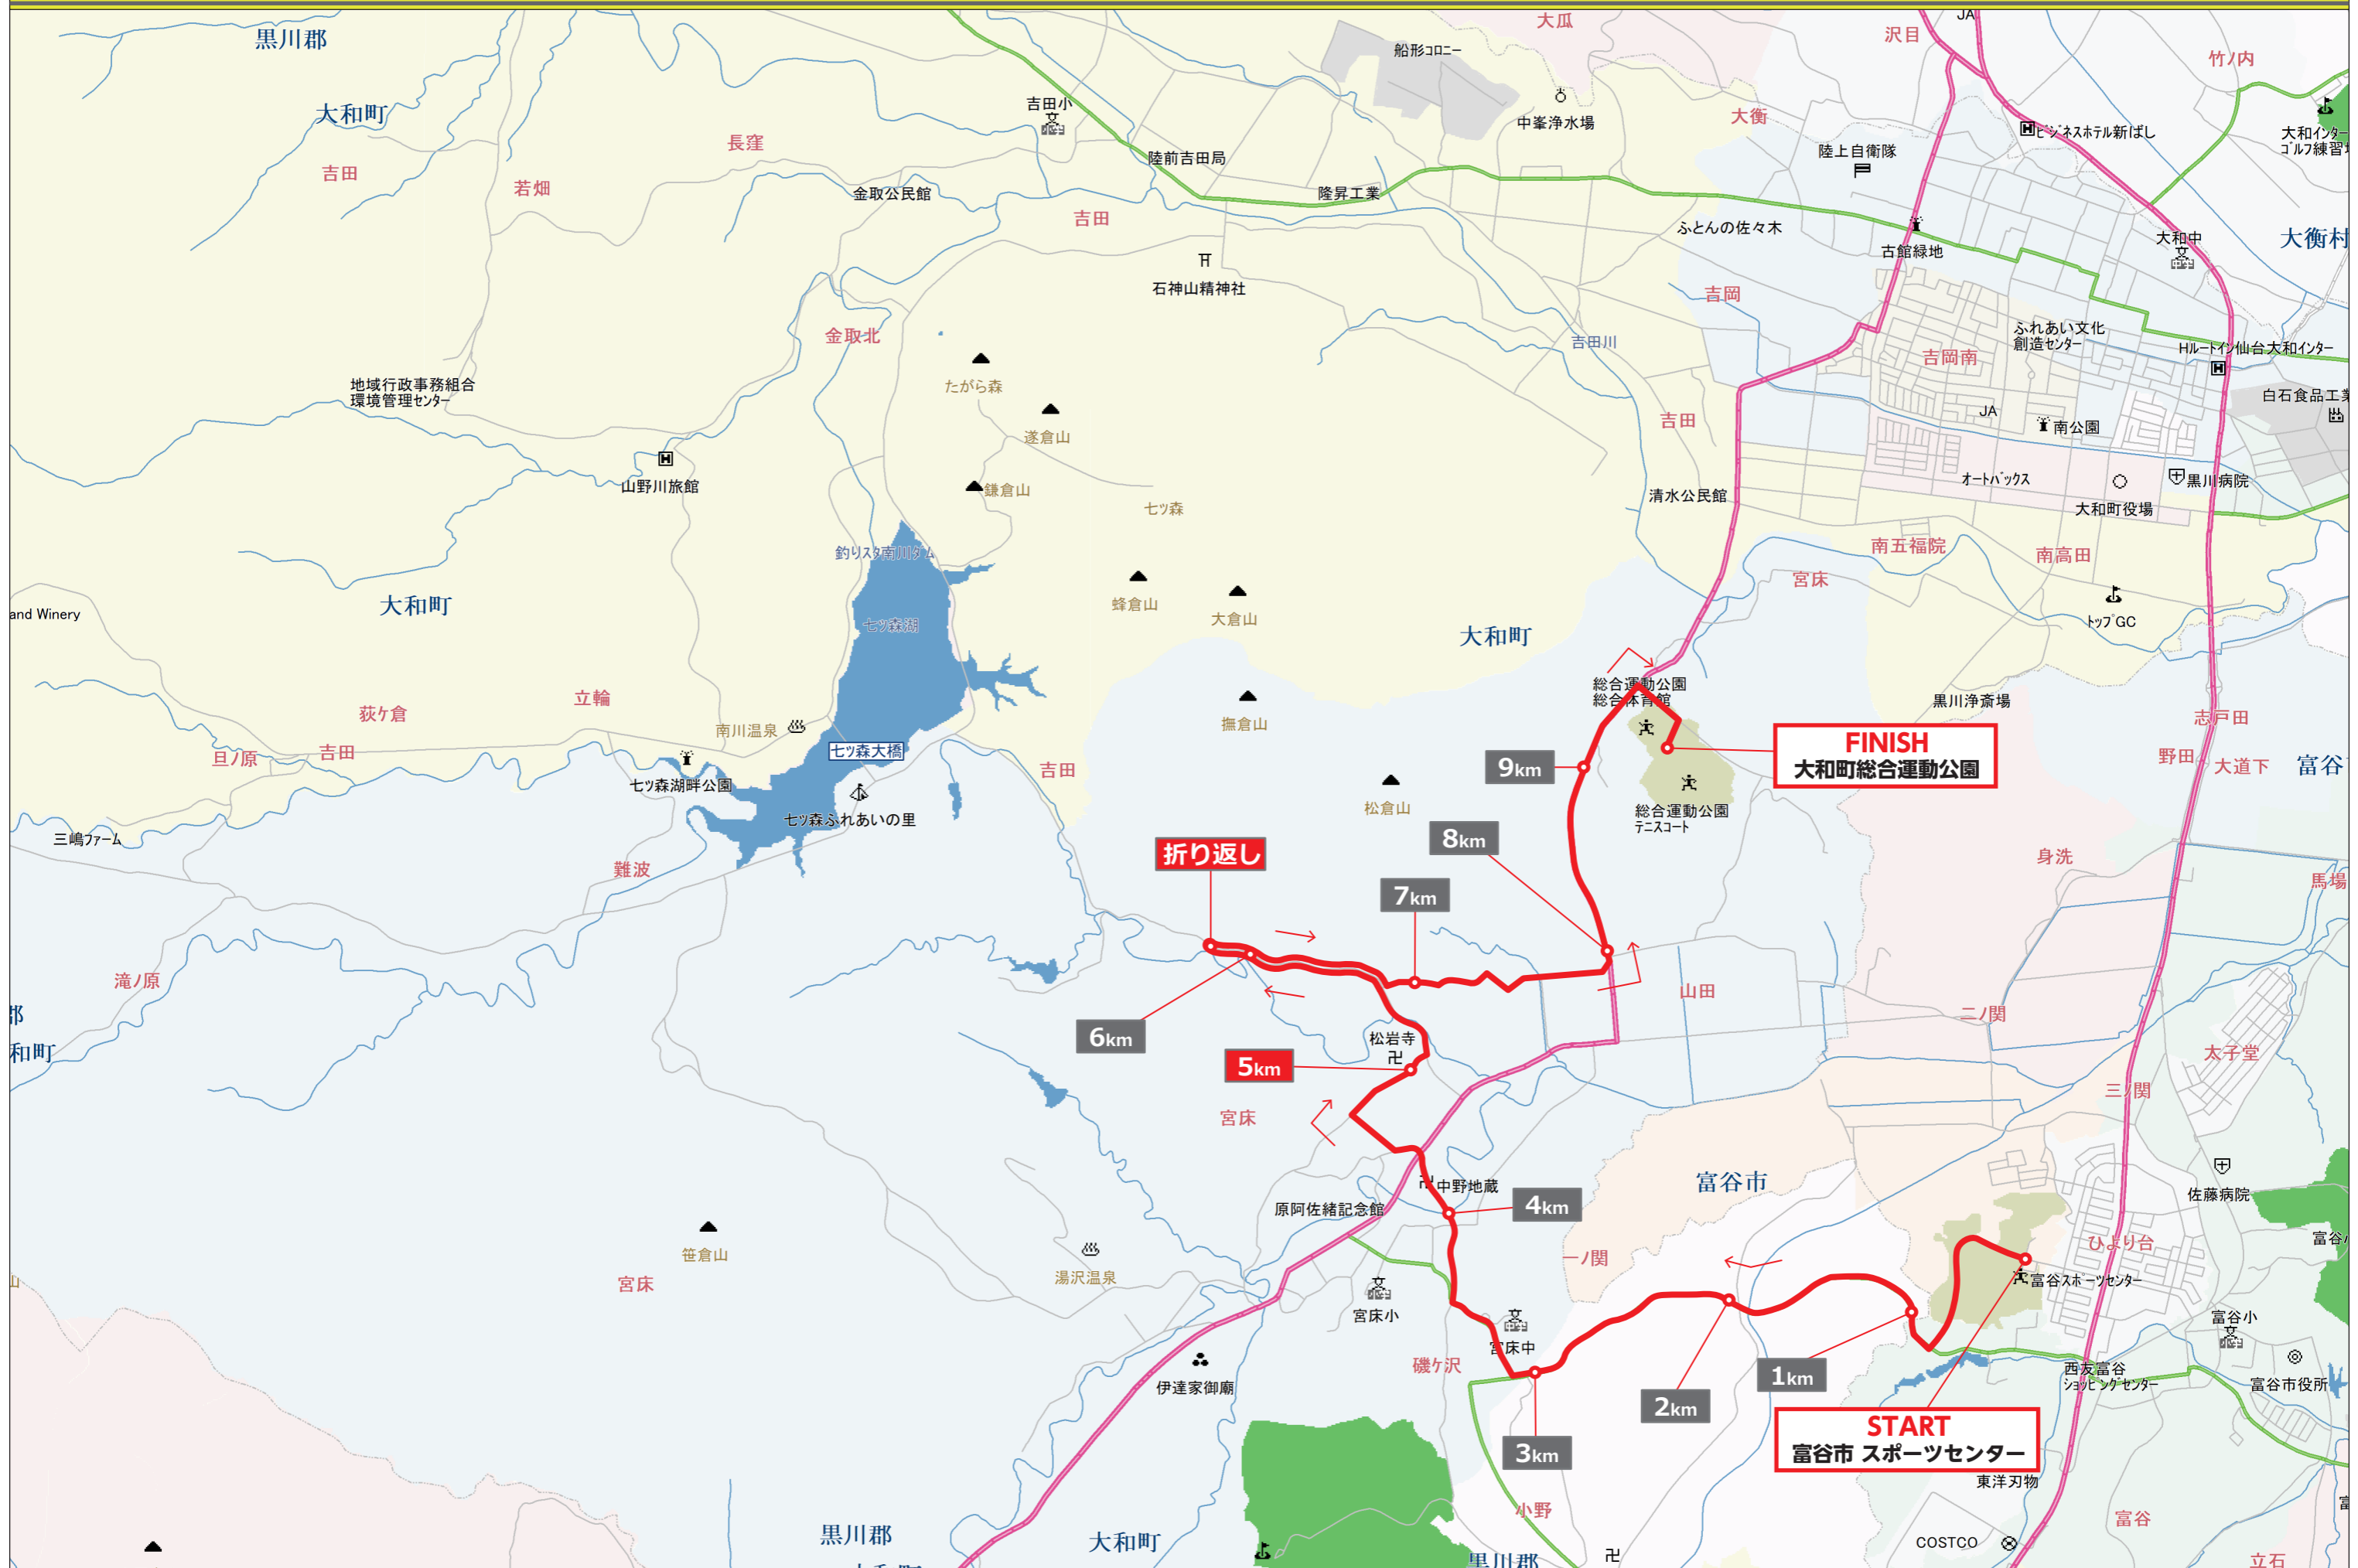 黒川郡
大瓜
JA
沢目
竹ノ内
船形ｺﾛﾆｰ
大和町
吉田
若畑
長窪
吉田小
陸前吉田局
金取公民館
吉田
隆昇工業
中峯浄水場
大衡
陸上自衛隊
ﾋﾞｼﾞﾈｽﾎﾃﾙ新ばし
大和ｲﾝﾀｰ
ｺﾞﾙﾌ練習
ふとんの佐々木
古館緑地
大和中
大衡村
石神山精神社
吉岡
吉田川
金取北
たがら森
遂倉山
鎌倉山
七ツ森
地域行政事務組合
環境管理ｾﾝﾀｰ
山野川旅館
ふれあい文化
創造ｾﾝﾀｰ
吉岡南
Hﾙｰﾄｲﾝ仙台大和ｲﾝﾀｰ
白石食品工業
JA
南公園
吉田
清水公民館
ｵｰﾄﾊﾞｯｸｽ
大和町役場
黒川病院
釣りｽﾀ南川ﾀﾞﾑ
七ツ森湖
蜂倉山
大倉山
南五福院
南高田
宮床
ﾄｯﾌﾟGC
and Winery
大和町
大和町
撫倉山
総合運動公園
総合体育館
黒川浄斎場
志戸田
野田
大道下
富谷
荻ケ倉
立輪
旦ノ原
吉田
南川温泉
七ツ森大橋
七ツ森湖畔公園
七ツ森ふれあいの里
吉田
松倉山
9km
FINISH
大和町総合運動公園
総合運動公園
ﾃﾆｽｺｰﾄ
三嶋ﾌｧｰﾑ
難波
折り返し
8km
7km
身洗
馬場
滝ノ原
山田
二ノ関
郡
和町
6km
松岩寺
5km
太子堂
三ノ関
宮床
中野地蔵
4km
原阿佐緒記念館
富谷市
佐藤病院
笹倉山
宮床
湯沢温泉
一ノ関
ひより台
富谷ｽﾎﾟｰﾂｾﾝﾀｰ
富谷小
宮床小
宮床中
磯ケ沢
伊達家御廟
1km
2km
3km
西友富谷
ｼｮｯﾋﾟﾝｸﾞｾﾝﾀｰ
富谷市役所
START
富谷市 スポーツセンター
東洋刃物
小野
富谷
黒川郡
大和町
COSTCO
黒川郡
立石